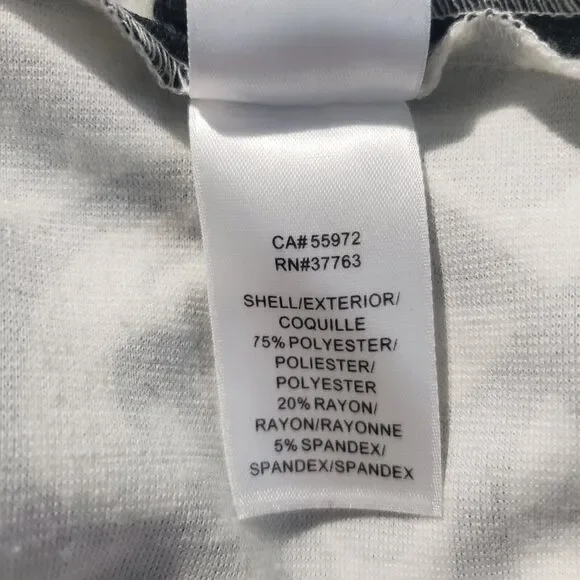 CA#55972
RN#37763
SHELL/EXTERIOR/
COQUILLE
75% POLYESTER/
POLIESTER/
POLYESTER
20% RAYON/
RAYON/RAYONNE
5% SPANDEX/
SPANDEX/SPANDEX